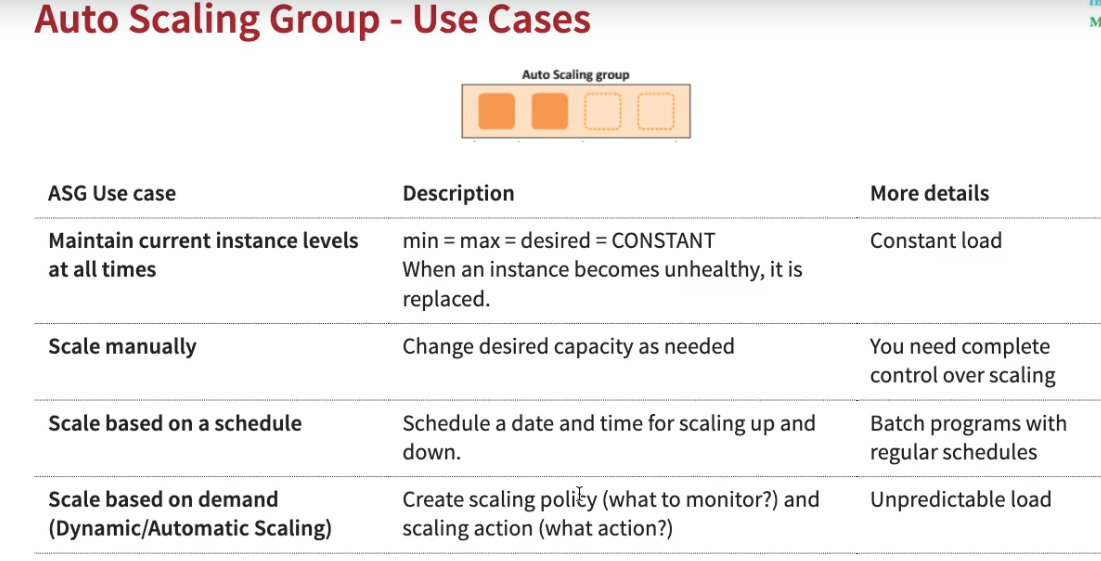 Auto Scaling Group - Use Cases
M
Auto Scaling group
ASG Use case Description More details
Maintain current instance levels
at all times
min = max = desired = CONSTANT
When an instance becomes unhealthy, it is
replaced.
Constant load
Scale manually
Change desired capacity as needed
You need complete
control over scaling
Scale based on a schedule
Schedule a date and time for scaling up and
down.
Batch programs with
regular schedules
Scale based on demand
(Dynamic/Automatic Scaling)
Create scaling policy (what to monitor?) and
scaling action (what action?)
Unpredictable load